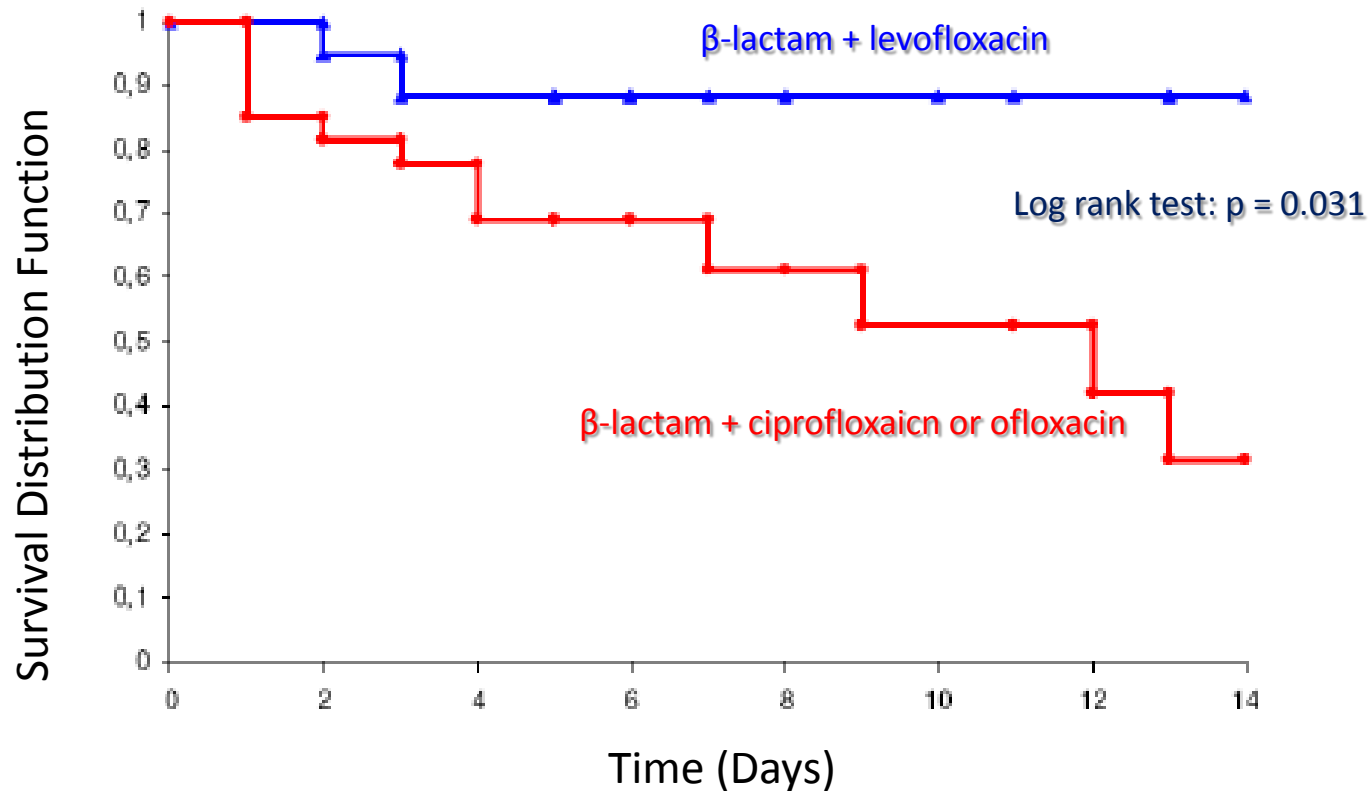 β-lactam + levofloxacin
Log rank test: p = 0.031
β-lactam + ciprofloxaicn or ofloxacin
Survival Distribution Function
1
0,9
0,8
0,7
0,6
0,5
0,4
0,3
0,2
0,1
0
0 2 4 6 8 10 12 14
Time (Days)